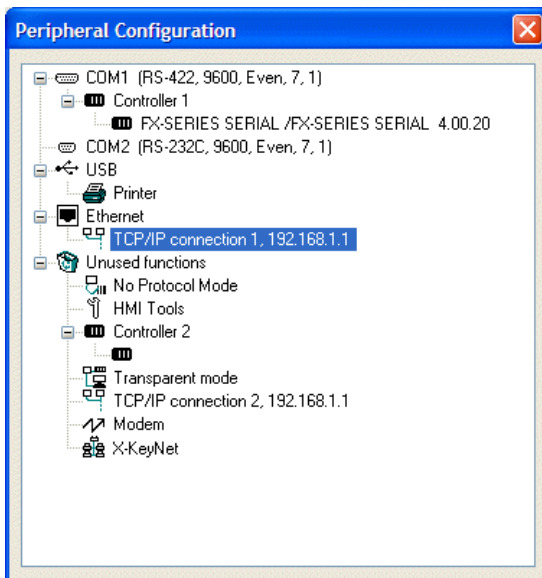 Peripheral Configuration
COM1 (RS-422, 9600, Even, 7, 1)
Controller 1
FX-SERIES SERIAL /FX-SERIES SERIAL 4.00.20
COM2 (RS-232C, 9600, Even, 7, 1)
USB
Printer
Ethernet
TCP/IP connection 1, 192.168.1.1
Unused functions
No Protocol Mode
HMI Tools
Controller 2
Transparent mode
TCP/IP connection 2, 192.168.1.1
Modem
X-KeyNet